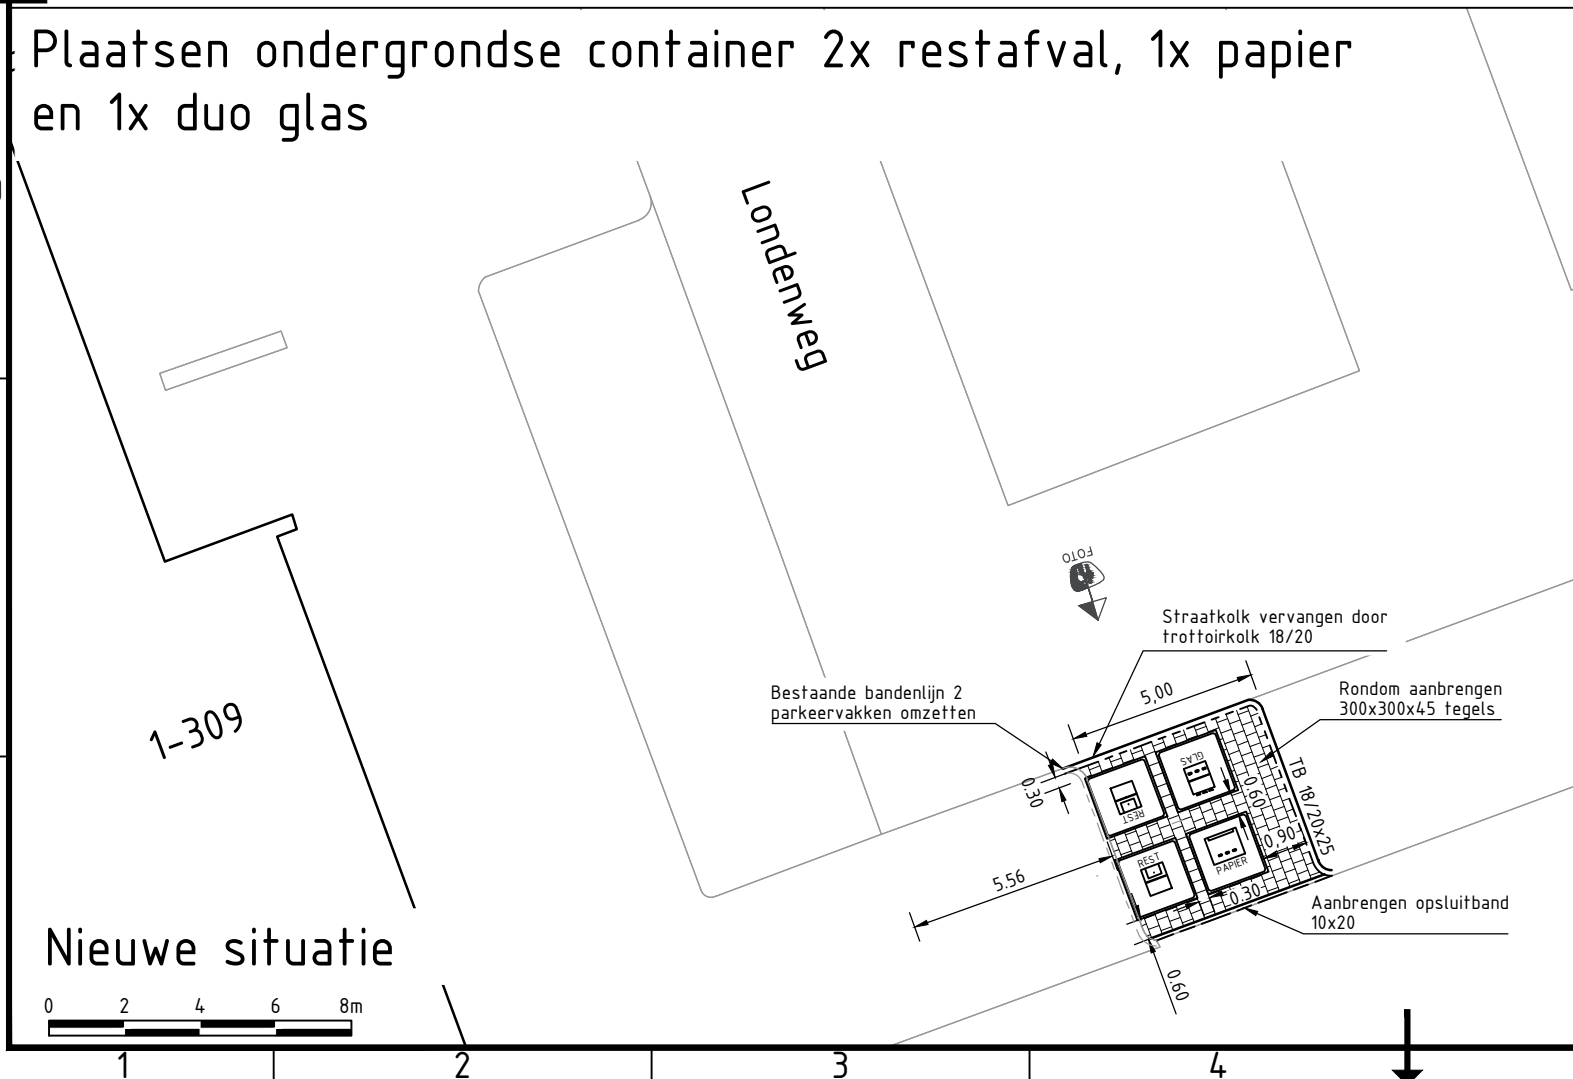 Plaatsen ondergrondse container 2x restafval, 1x papier
en 1x duo glas
Londenweg
FOTO
Straatkolk vervangen door
trottoirkolk 18/20
Bestaande bandenlijn 2
parkeervakken omzetten
5,00
Rondom aanbrengen
300x300x45 tegels
1-309
0.30
GLAS
REST
0.60
TB 18/20x25
REST
PAPIER
0,90
5.56
0.30
Aanbrengen opsluitband
10x20
0.60
Nieuwe situatie
0 2 4 6 8m
1 2 3 4